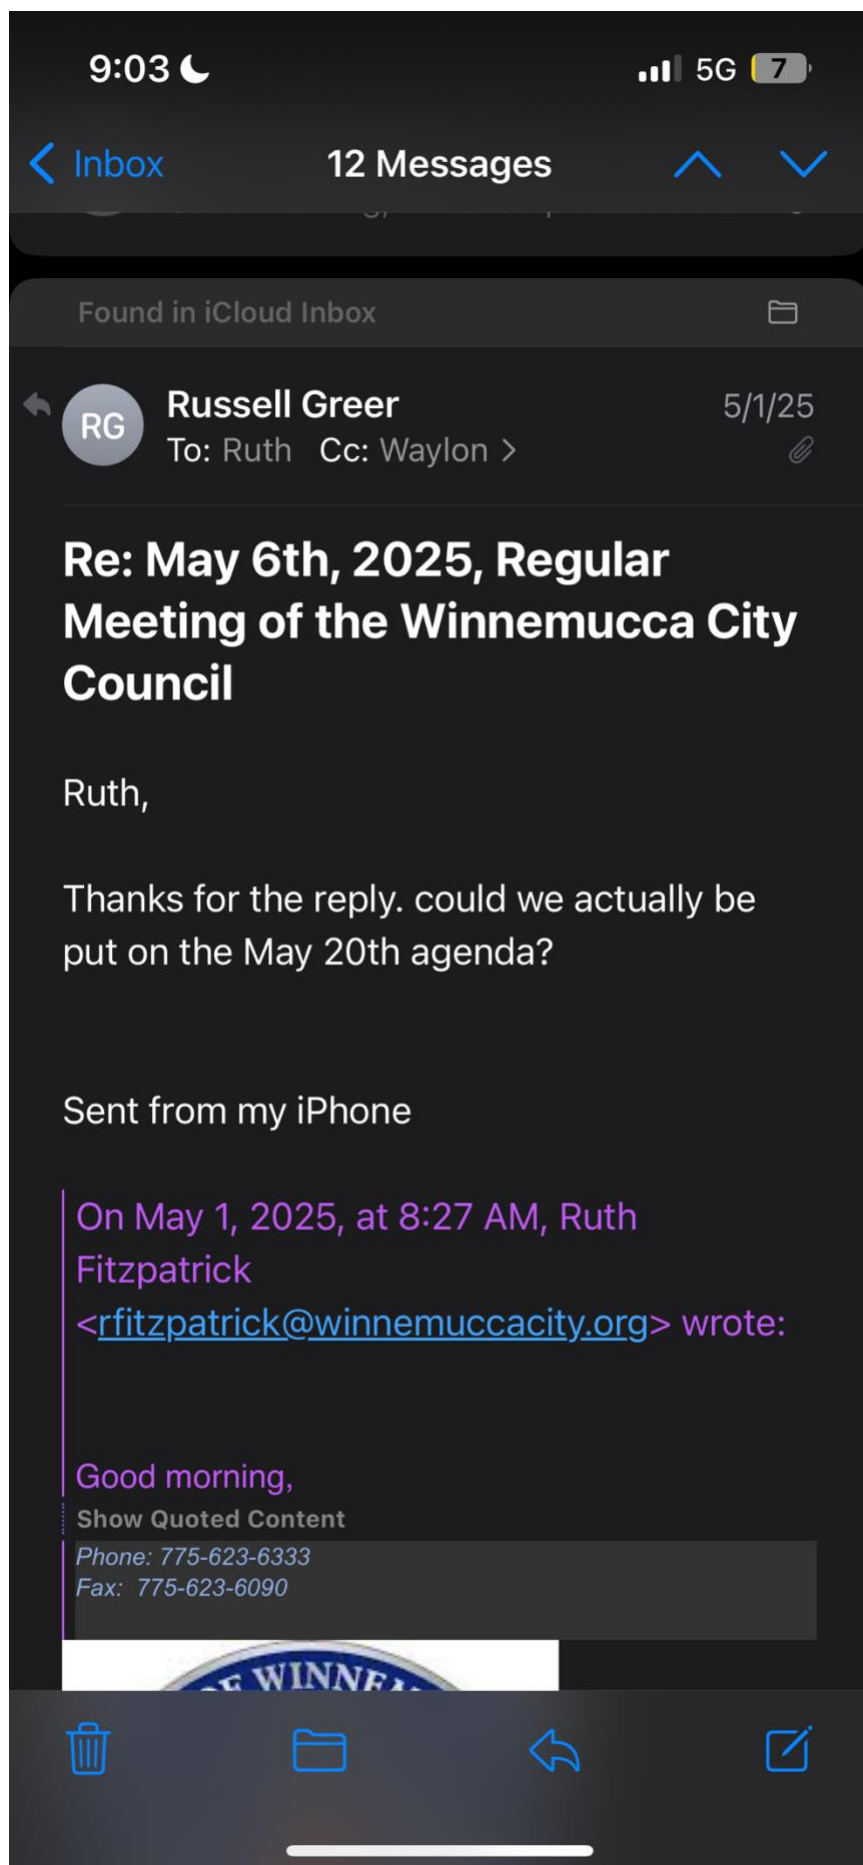 9:03
5G 7
Inbox
12 Messages
Found in iCloud Inbox
RG
Russell Greer
5/1/25
To: Ruth Cc: Waylon >
Re: May 6th, 2025, Regular
Meeting of the Winnemucca City
Council
Ruth,
Thanks for the reply. could we actually be
put on the May 20th agenda?
Sent from my iPhone
On May 1, 2025, at 8:27 AM, Ruth
Fitzpatrick
<rfitzpatrick@winnemuccacity.org> wrote:
Good morning,
Show Quoted Content
Phone: 775-623-6333
Fax: 775-623-6090